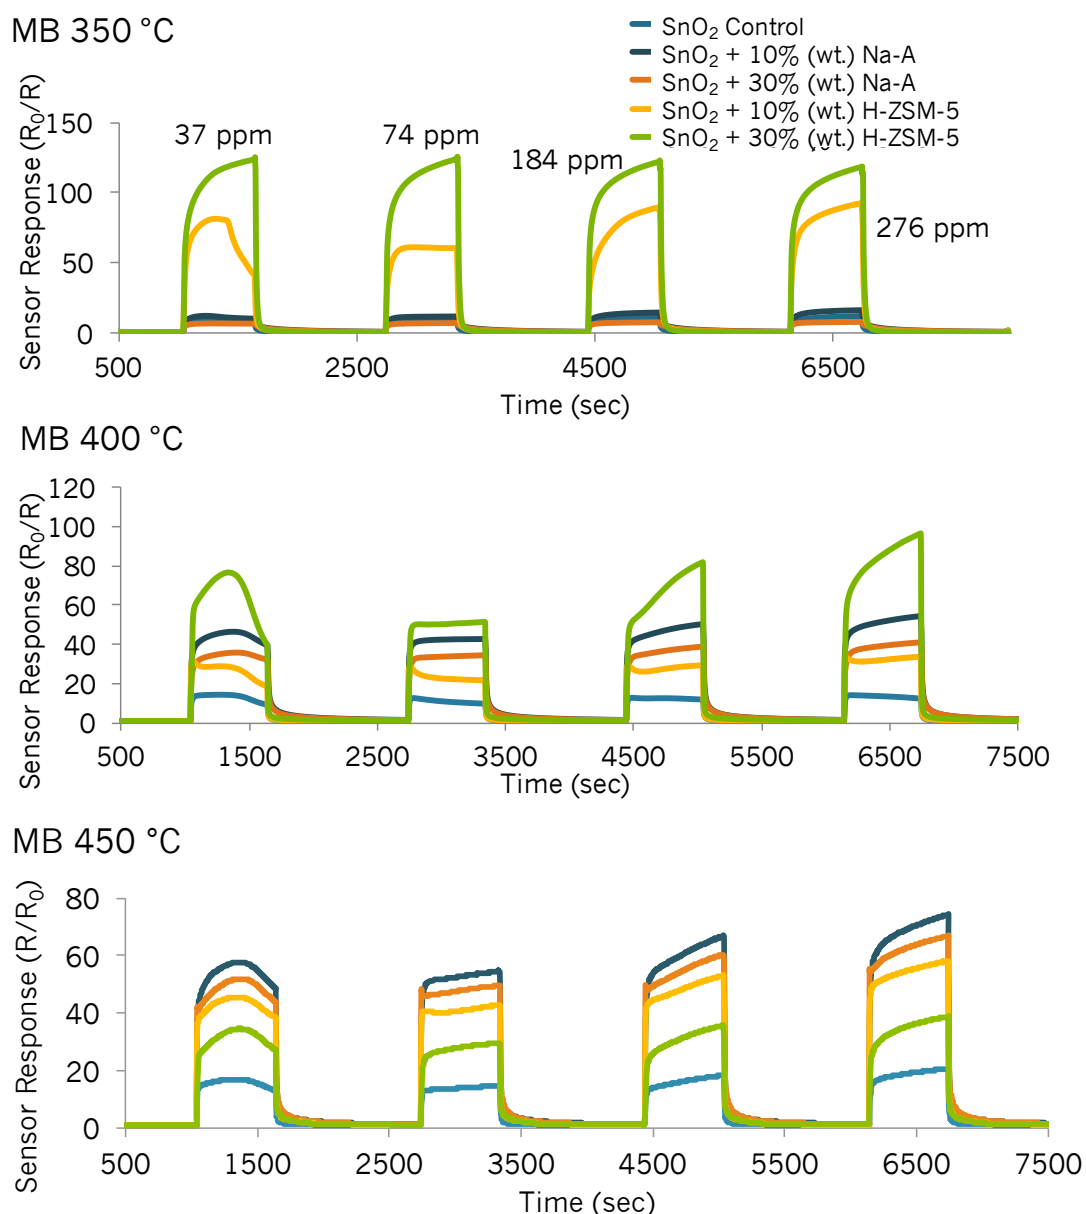 MB 350 °C
SnO₂ Control
SnO₂ + 10% (wt.) Na-A
SnO₂ + 30% (wt.) Na-A
SnO₂ + 10% (wt.) H-ZSM-5
SnO₂ + 30% (wt.) H-ZSM-5
Sensor Response (R₀/R)
150
100
50
0
37 ppm
74 ppm
184 ppm
276 ppm
500
2500
4500
6500
Time (sec)
MB 400 °C
Sensor Response (R₀/R)
120
100
80
60
40
20
0
500
1500
2500
3500
4500
5500
6500
7500
Time (sec)
MB 450 °C
Sensor Response (R/R₀)
80
60
40
20
0
500
1500
2500
3500
4500
5500
6500
7500
Time (sec)